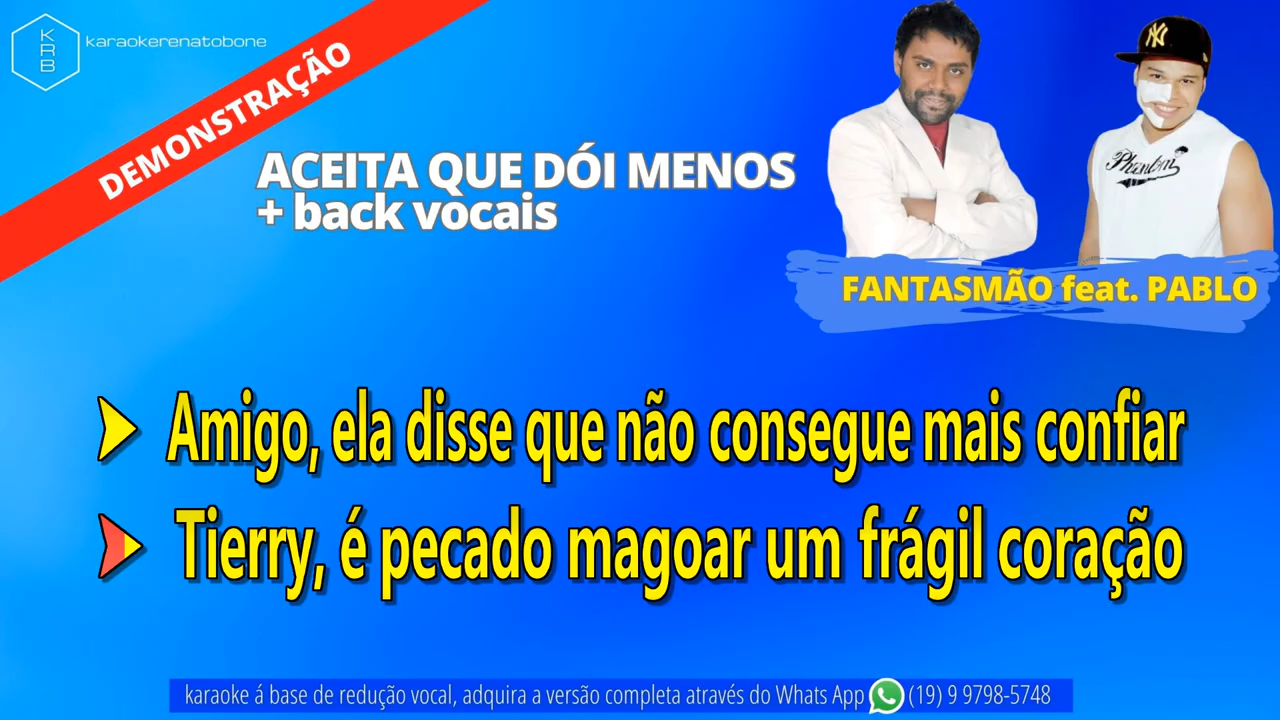 KRB
karaokerenatobone
DEMONSTRAÇÃO
NY
Phantom
ACEITA QUE DÓI MENOS
+ back vocais
FANTASMÃO feat. PABLO
Amigo, ela disse que não consegue mais confiar
Tierry, é pecado magoar um frágil coração
karaoke á base de redução vocal, adquira a versão completa através do Whats App (19) 9 9798-5748